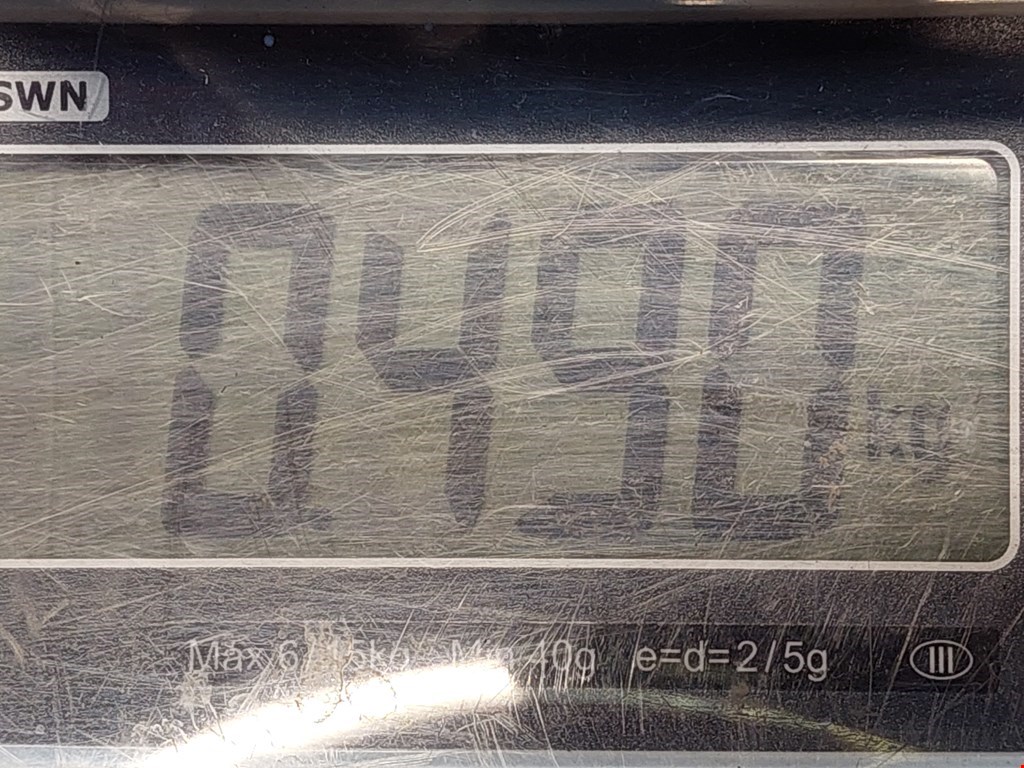 SWN
0.490 kg
Max 6/15kg Min 40g e=d=2/5g III